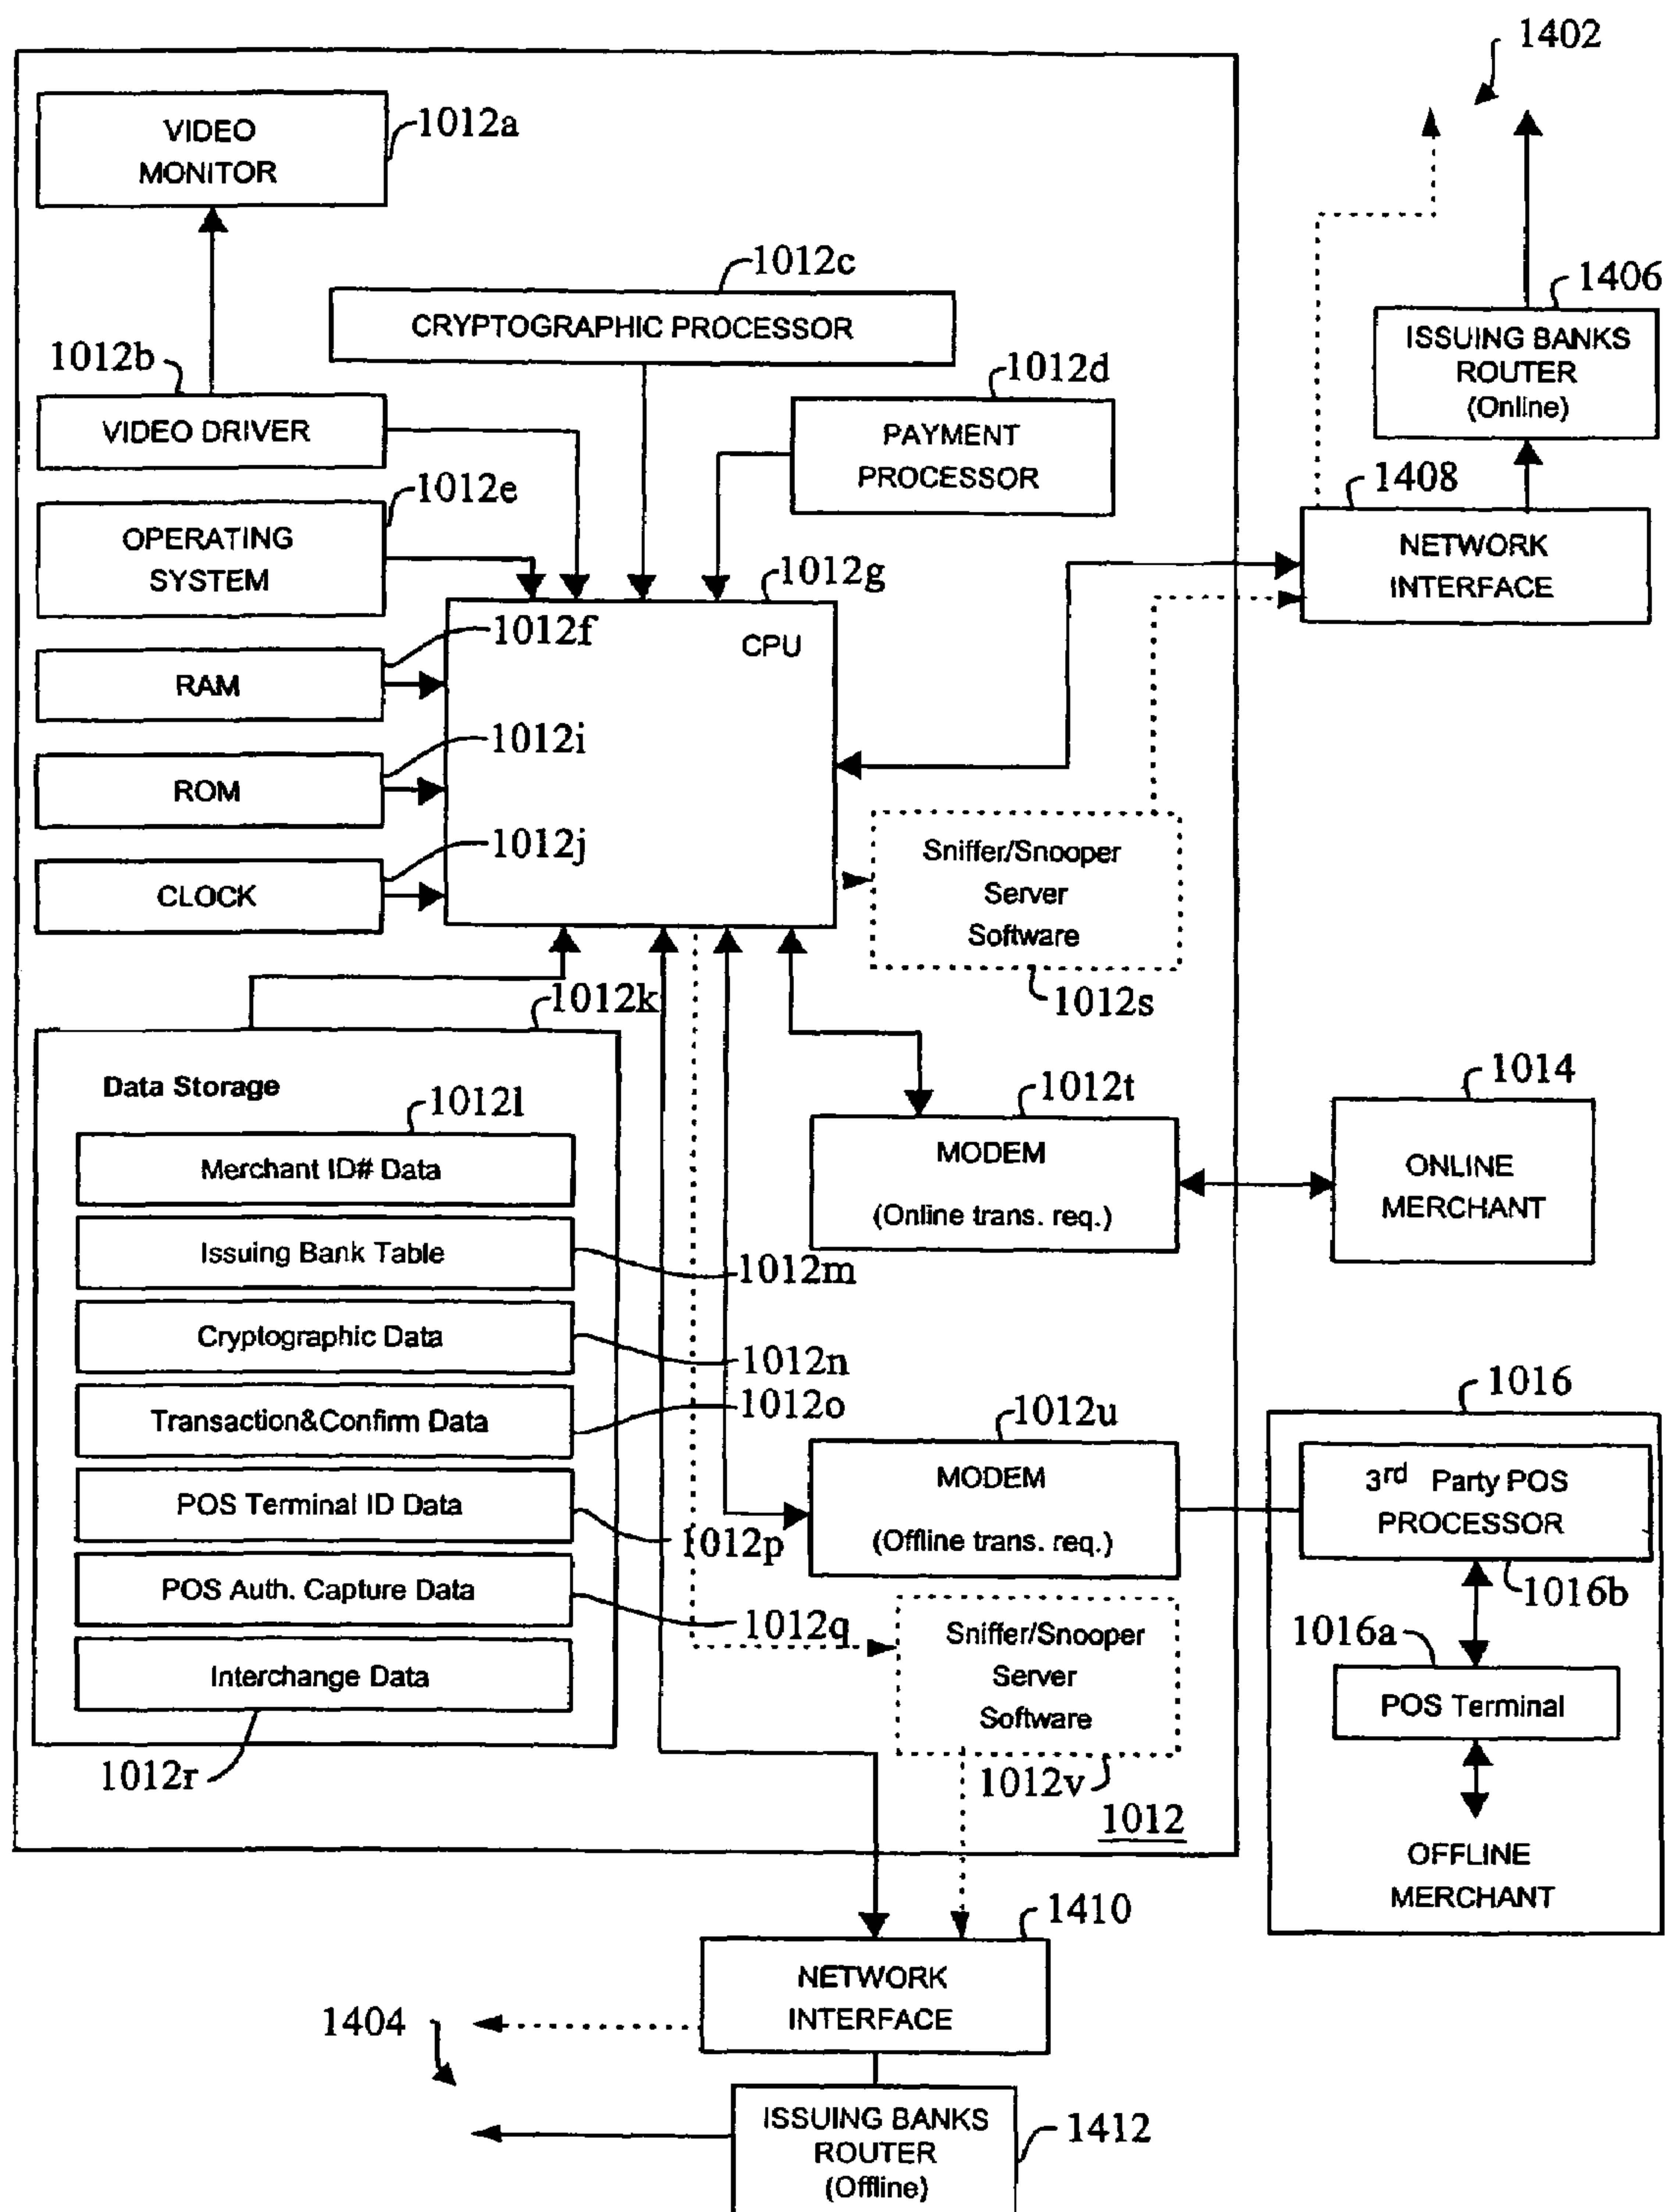 1402
VIDEO
MONITOR
1012a
1012c
CRYPTOGRAPHIC PROCESSOR
1406
ISSUING BANKS
ROUTER
(Online)
1012b
VIDEO DRIVER
1012d
PAYMENT
PROCESSOR
1012e
OPERATING
SYSTEM
1408
NETWORK
INTERFACE
1012g
CPU
1012f
RAM
1012i
ROM
1012j
CLOCK
Sniffer/Snooper
Server
Software
1012s
1012k
Data Storage
1012l
Merchant ID# Data
Issuing Bank Table
1012m
Cryptographic Data
1012n
Transaction&Confirm Data
1012o
POS Terminal ID Data
1012p
POS Auth. Capture Data
1012q
Interchange Data
1012r
1012t
MODEM
(Online trans. req.)
1014
ONLINE
MERCHANT
1012u
MODEM
(Offline trans. req.)
1016
3rd Party POS
PROCESSOR
1016b
1016a
POS Terminal
OFFLINE
MERCHANT
Sniffer/Snooper
Server
Software
1012v
1012
1410
NETWORK
INTERFACE
1404
ISSUING BANKS
ROUTER
(Offline)
1412